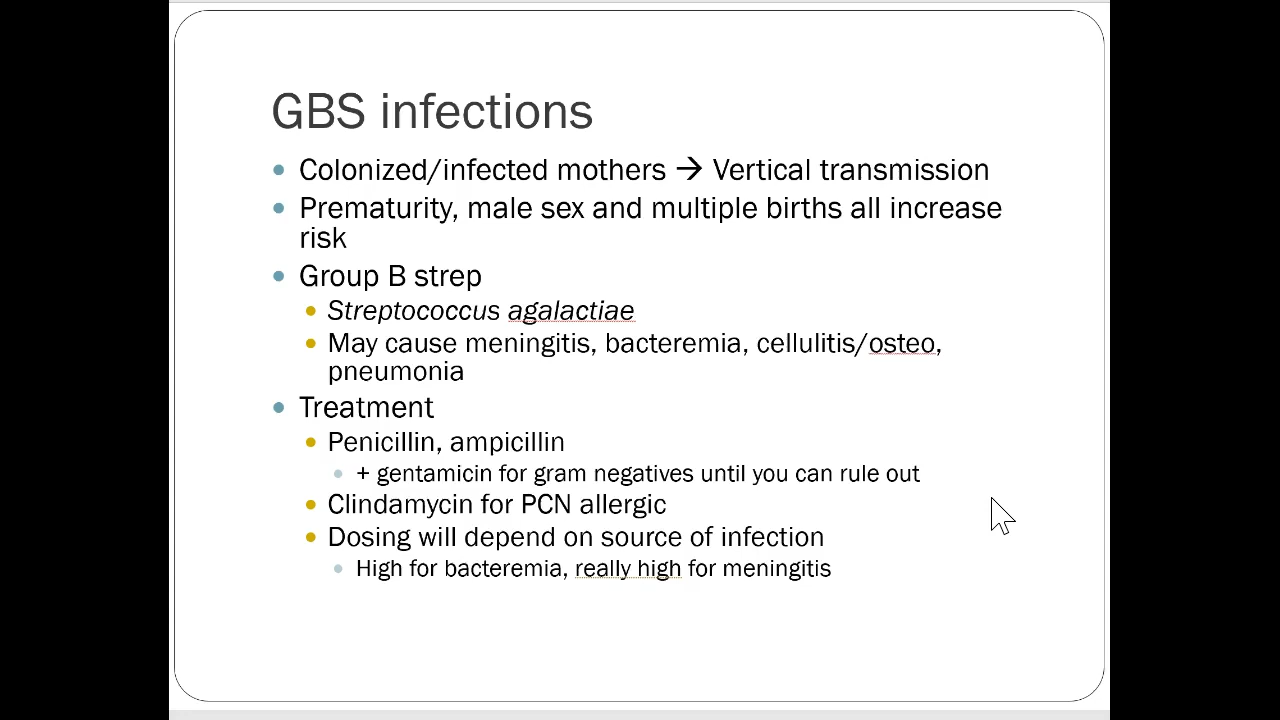 GBS infections
Colonized/infected mothers → Vertical transmission
Prematurity, male sex and multiple births all increase
risk
Group B strep
Streptococcus agalactiae
May cause meningitis, bacteremia, cellulitis/osteo,
pneumonia
Treatment
Penicillin, ampicillin
+ gentamicin for gram negatives until you can rule out
Clindamycin for PCN allergic
Dosing will depend on source of infection
High for bacteremia, really high for meningitis